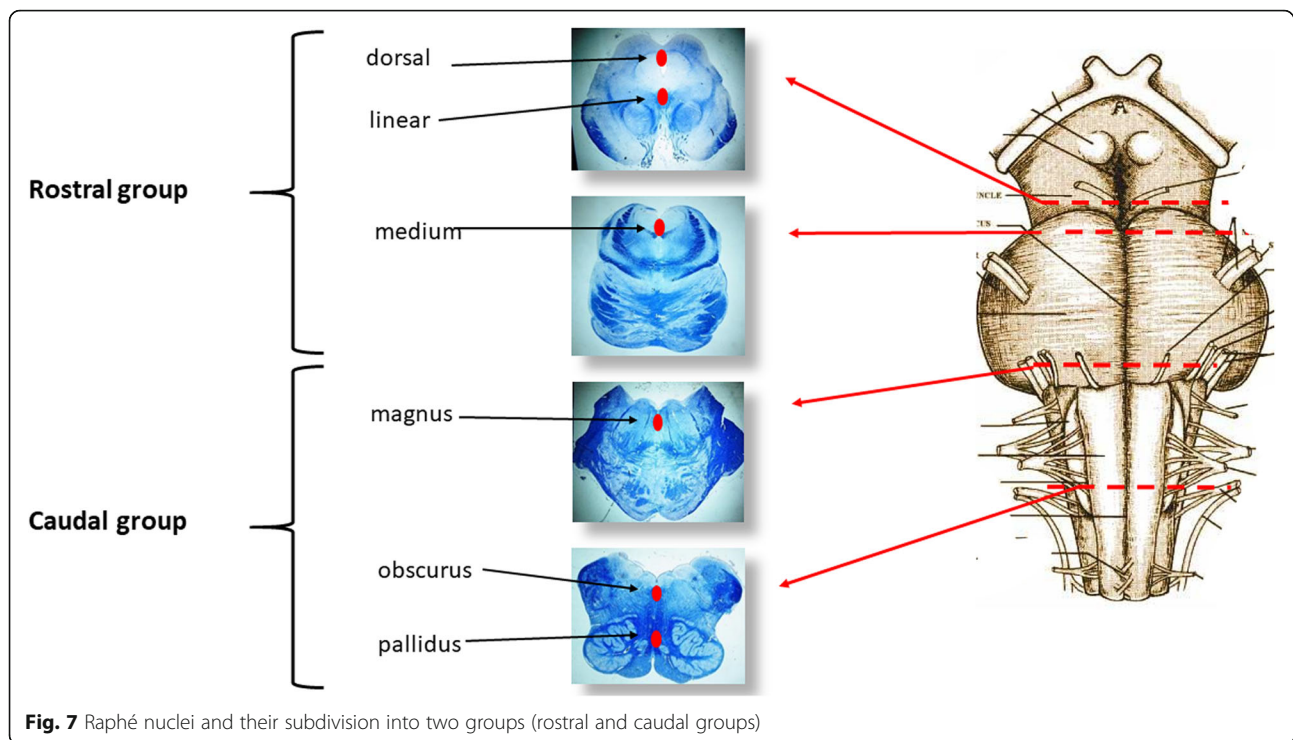 dorsal
linear
Rostral group
medium
magnus
Caudal group
obscurus
pallidus
A
Fig. 7 Raphé nuclei and their subdivision into two groups (rostral and caudal groups)